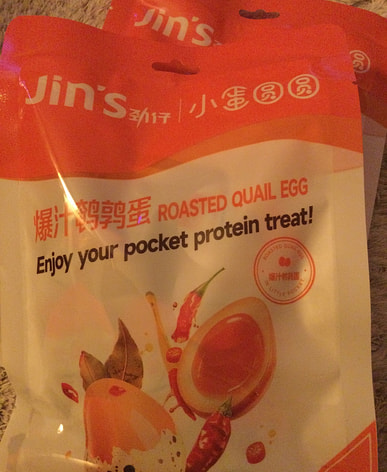 Jin's
圆
Jin's 劲仔 | 小蛋圆圆
爆汁鹌鹑蛋 ROASTED QUAIL EGG
Enjoy your pocket protein treat!
爆汁鹌鹑蛋